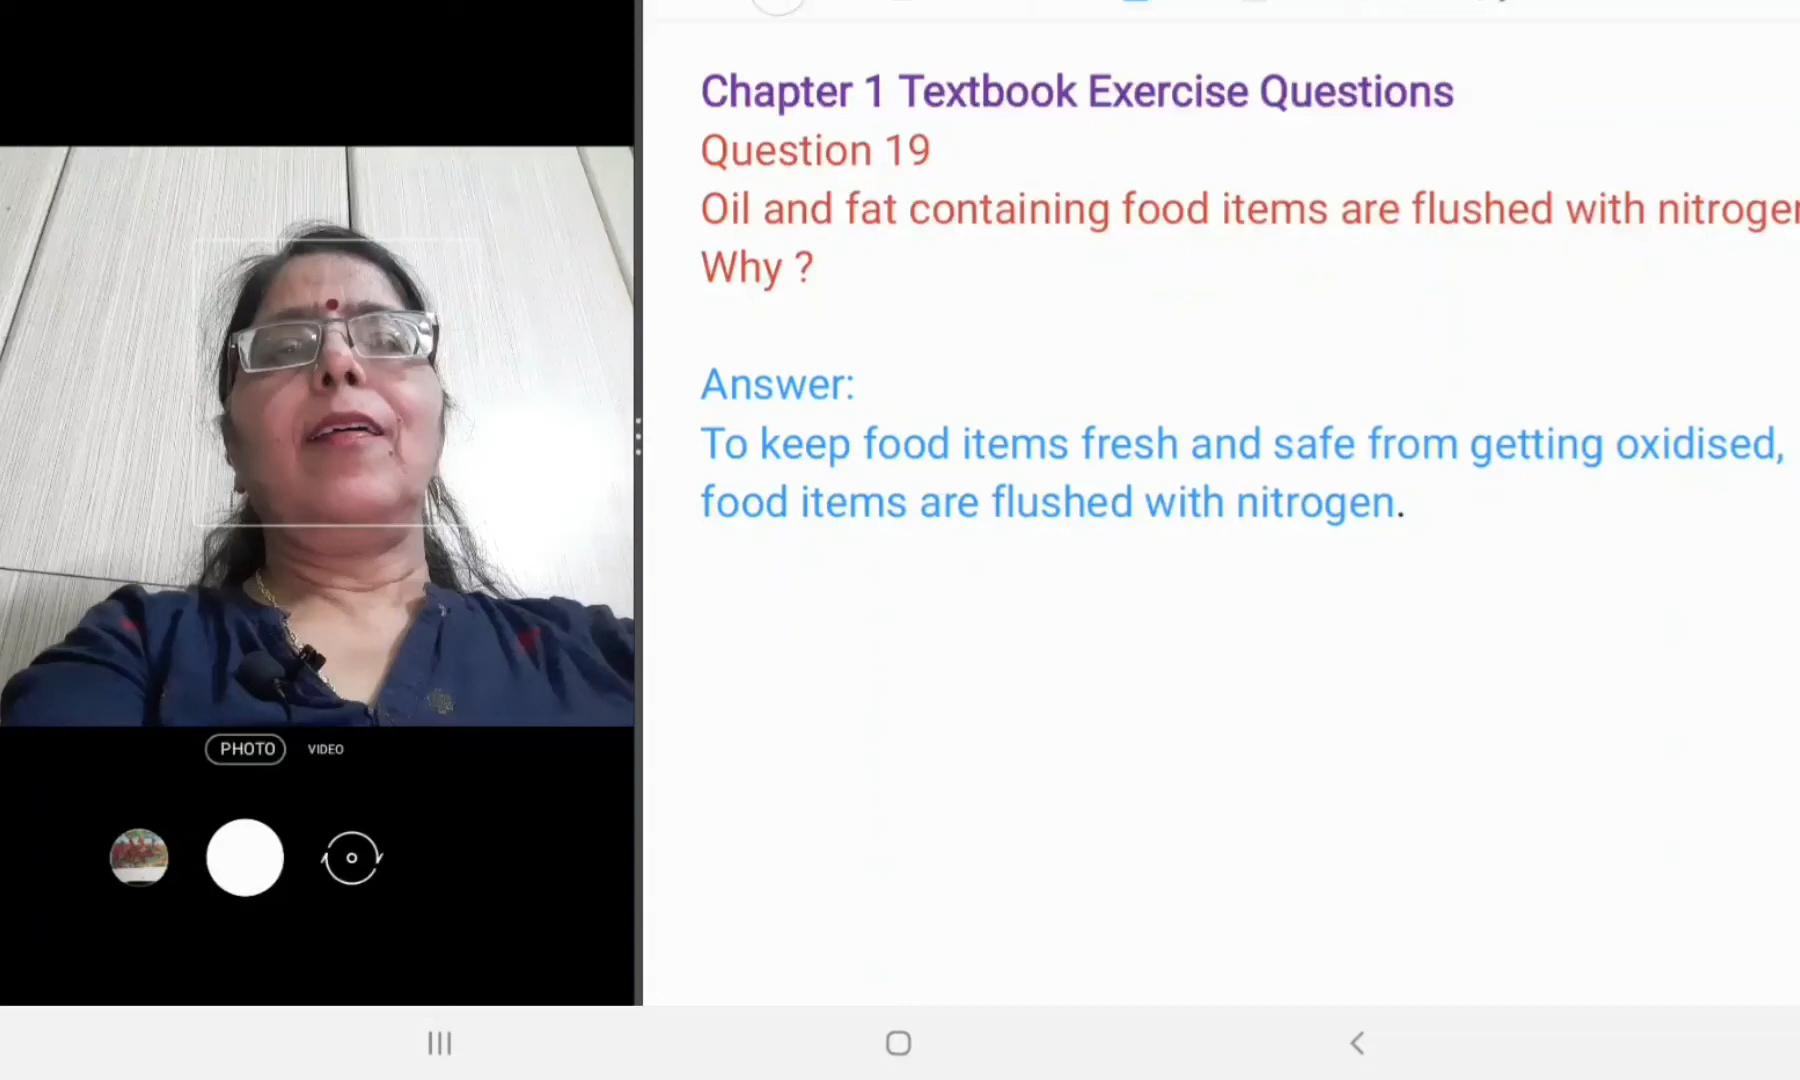 Chapter 1 Textbook Exercise Questions
Question 19
Oil and fat containing food items are flushed with
Why ?
Answer:
To keep food items fresh and safe from getting oxidised,
food items are flushed with nitrogen.
PHOTO VIDEO